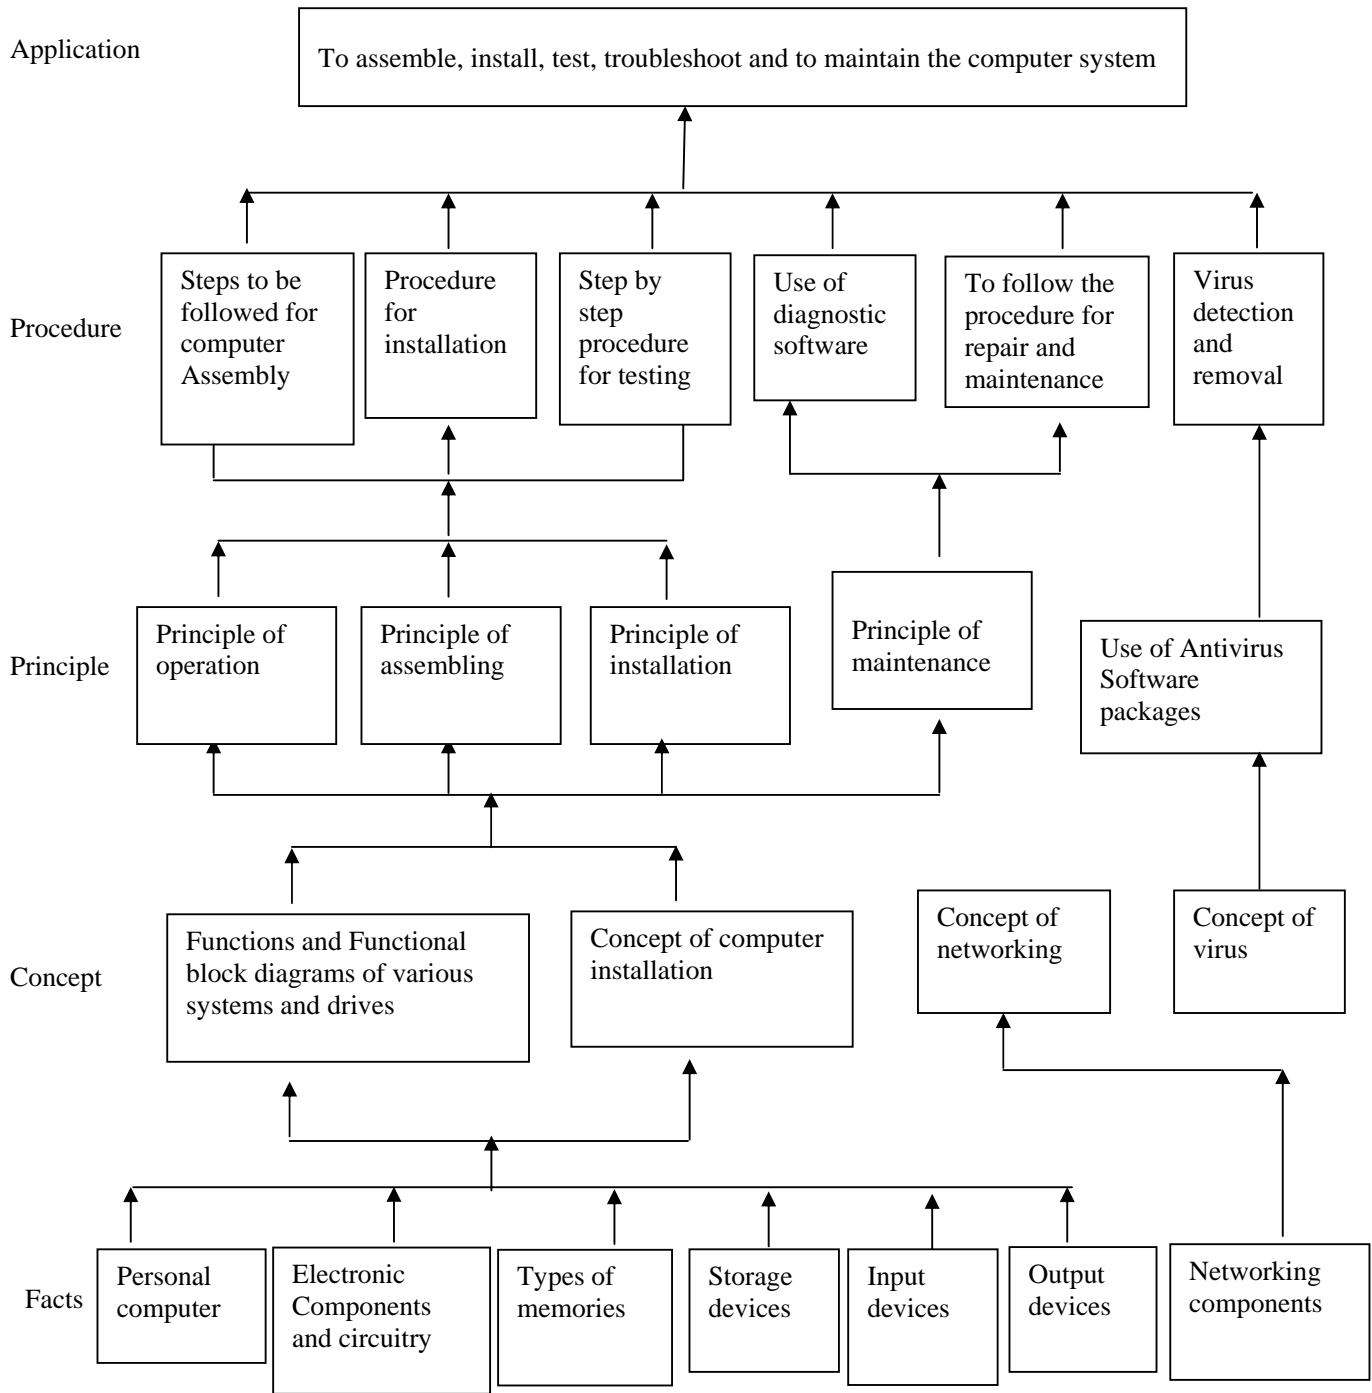 Application
To assemble, install, test, troubleshoot and to maintain the computer system
Procedure
Steps to be
followed for
computer
Assembly
Procedure
for
installation
Step by
step
procedure
for testing
Use of
diagnostic
software
To follow the
procedure for
repair and
maintenance
Virus
detection
and
removal
Principle
Principle of
operation
Principle of
assembling
Principle of
installation
Principle of
maintenance
Use of Antivirus
Software
packages
Concept
Functions and Functional
block diagrams of various
systems and drives
Concept of computer
installation
Concept of
networking
Concept of
virus
Facts
Personal
computer
Electronic
Components
and circuitry
Types of
memories
Storage
devices
Input
devices
Output
devices
Networking
components